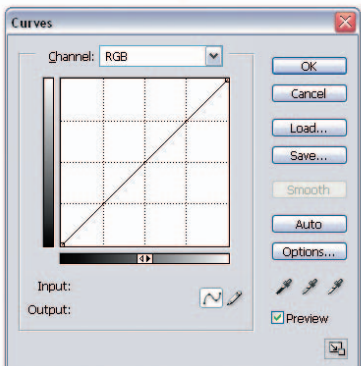 Curves
Channel: RGB
OK
Cancel
Load...
Save...
Smooth
Auto
Options...
Input:
Output:
Preview